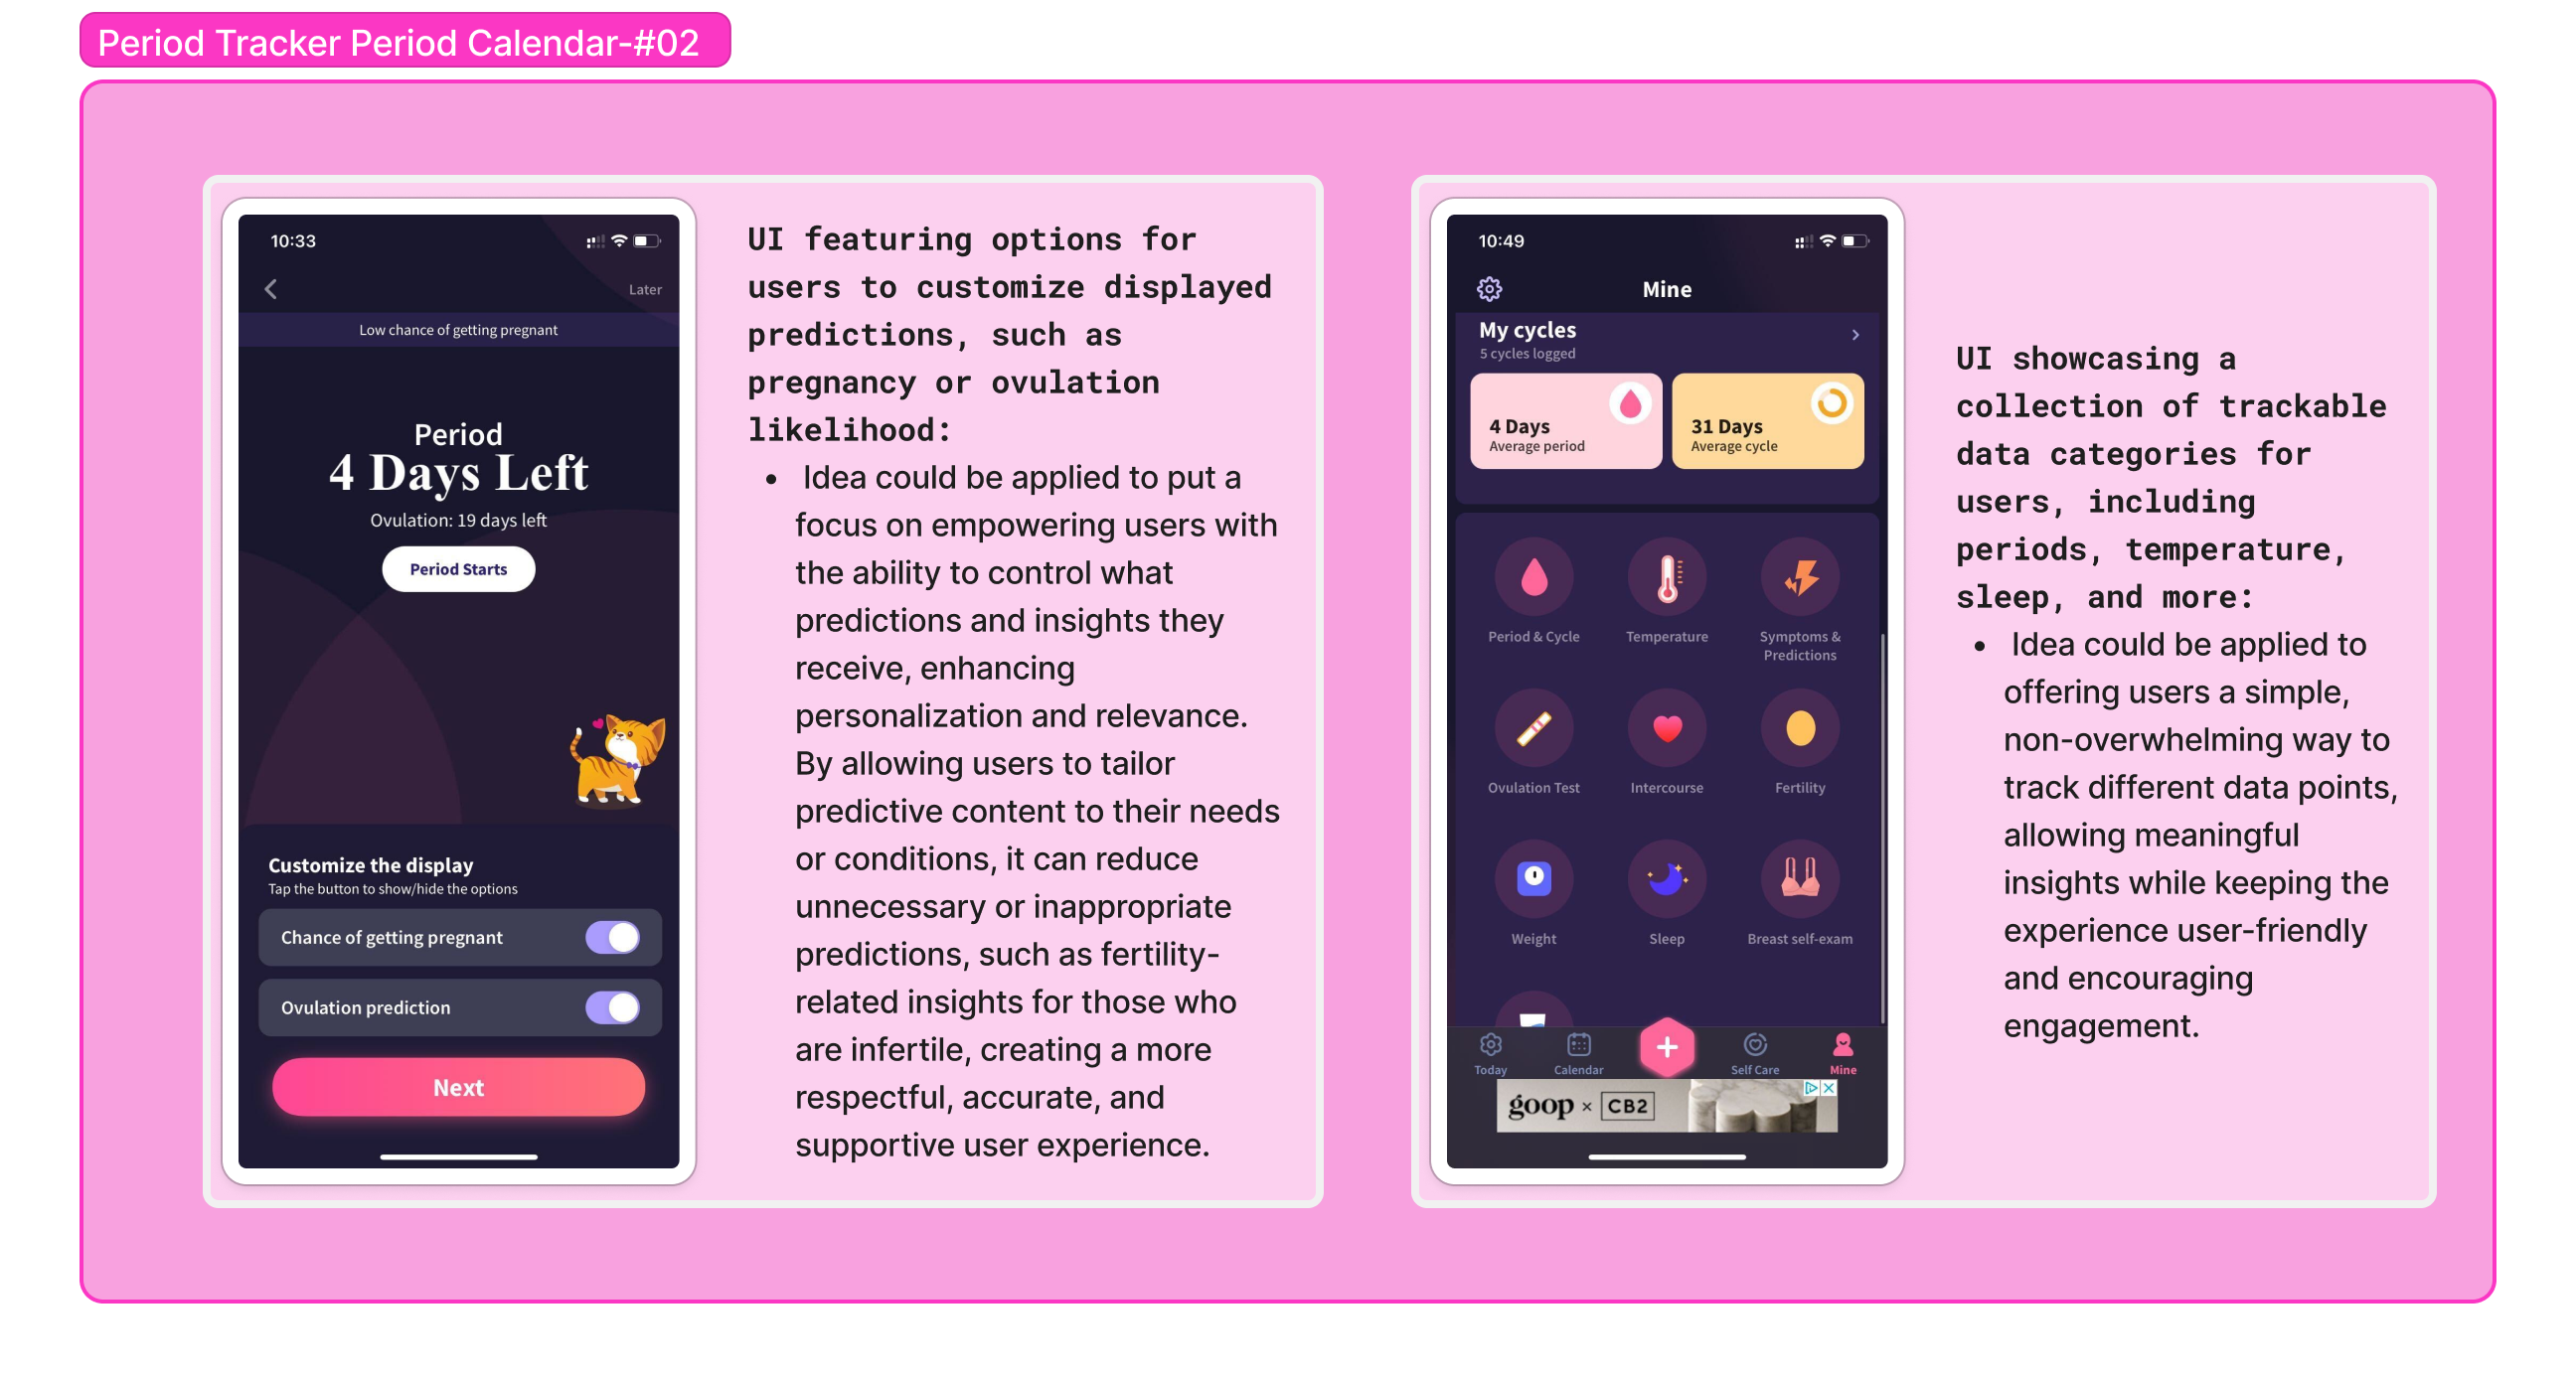 Period Tracker Period Calendar-#02
10:33
Later
Low chance of getting pregnant
Period
4 Days Left
Ovulation: 19 days left
Period Starts
Customize the display
Tap the button to show/hide the options
Chance of getting pregnant
Ovulation prediction
Next
UI featuring options for
users to customize displayed
predictions, such as
pregnancy or ovulation
likelihood:
• Idea could be applied to put a
focus on empowering users with
the ability to control what
predictions and insights they
receive, enhancing
personalization and relevance.
By allowing users to tailor
predictive content to their needs
or conditions, it can reduce
unnecessary or inappropriate
predictions, such as fertility-
related insights for those who
are infertile, creating a more
respectful, accurate, and
supportive user experience.
10:49
Mine
My cycles
5 cycles logged
4 Days
Average period
31 Days
Average cycle
Period & Cycle
Temperature
Symptoms &
Predictions
Ovulation Test
Intercourse
Fertility
Weight
Sleep
Breast self-exam
Today
Calendar
Self Care
Mine
goop × CB2
UI showcasing a
collection of trackable
data categories for
users, including
periods, temperature,
sleep, and more:
• Idea could be applied to
offering users a simple,
non-overwhelming way to
track different data points,
allowing meaningful
insights while keeping the
experience user-friendly
and encouraging
engagement.